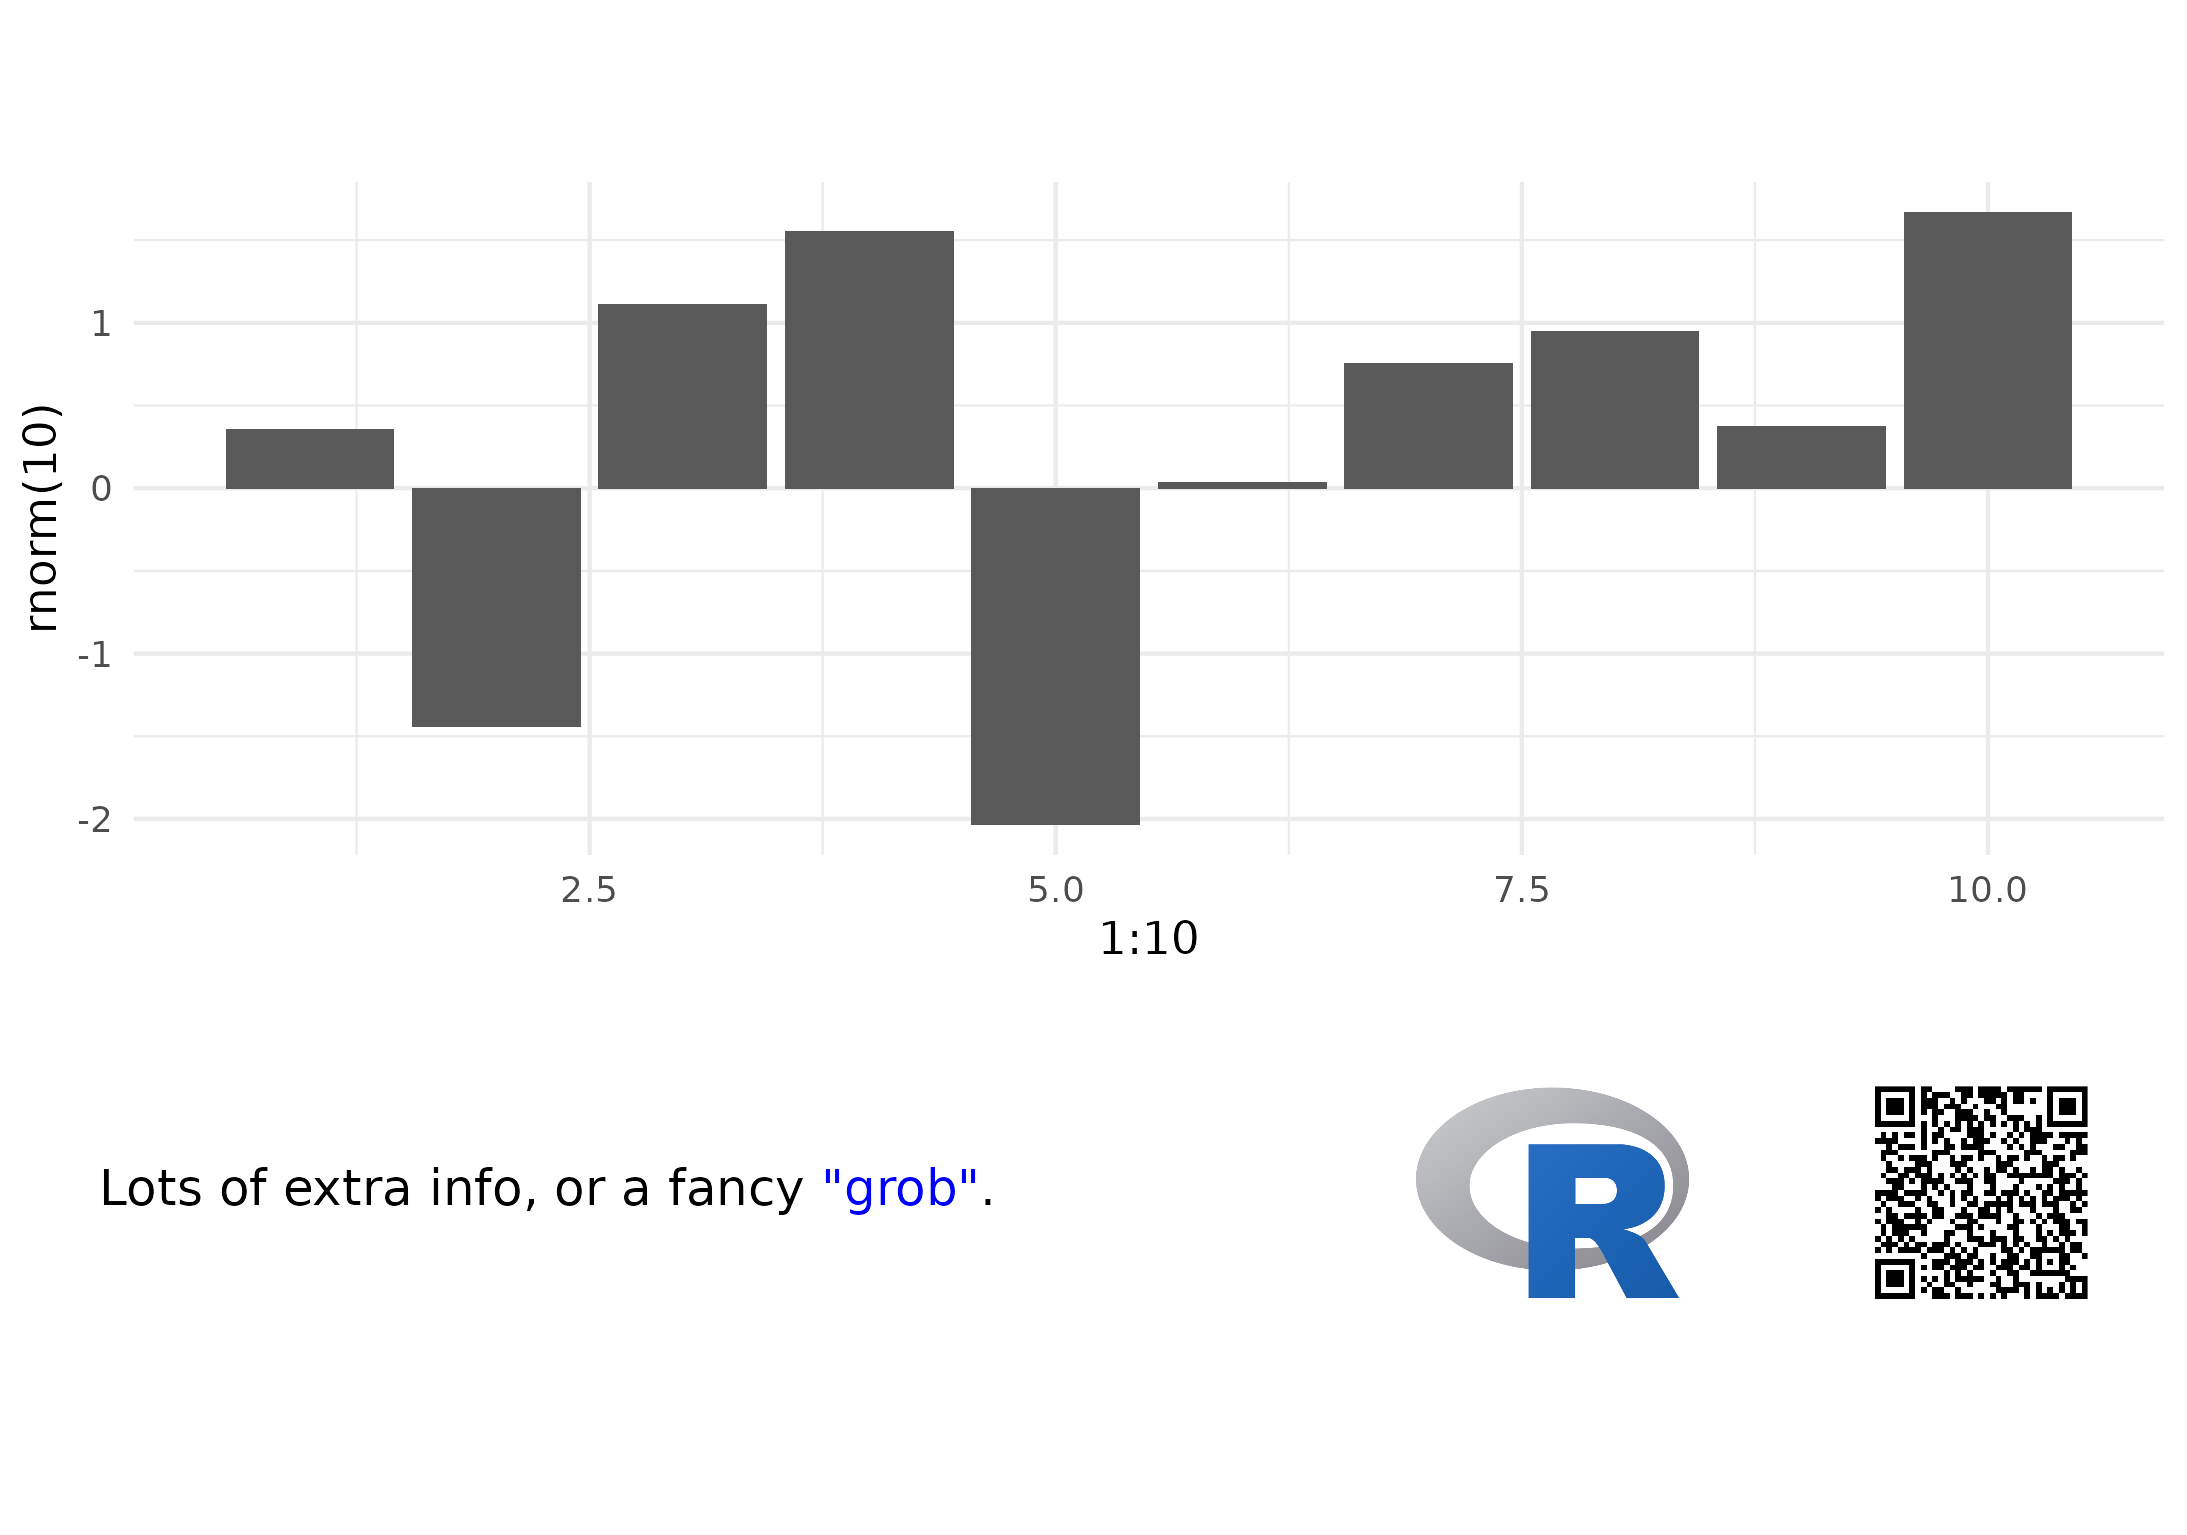 rnorm(10)
1
0
-1
-2
2.5 5.0 7.5 10.0
1:10
Lots of extra info, or a fancy "grob".
R